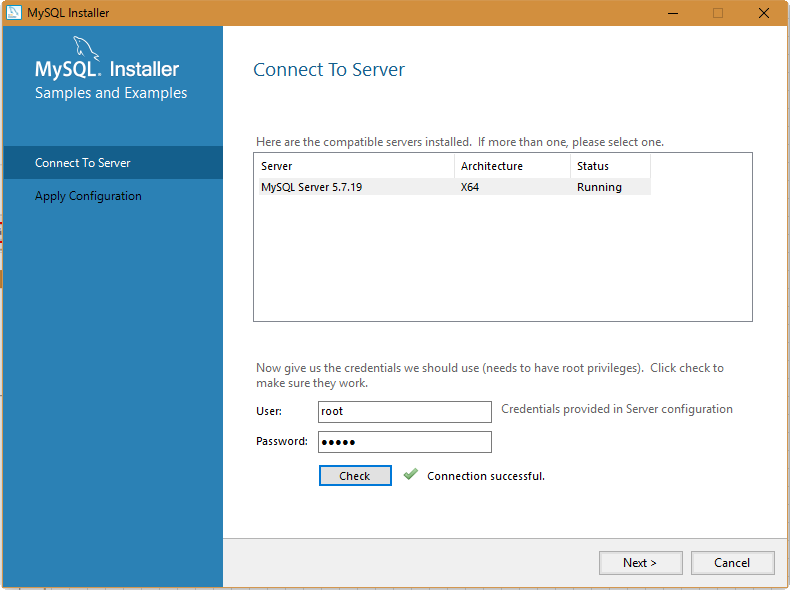 MySQL Installer
MySQL. Installer
Samples and Examples
Connect To Server
Apply Configuration
Connect To Server
Here are the compatible servers installed.  If more than one, please select one.
Server Architecture Status
MySQL Server 5.7.19 X64 Running
Now give us the credentials we should use (needs to have root privileges).  Click check to
make sure they work.
User: root Credentials provided in Server configuration
Password: ●●●●●
Check Connection successful.
Next > Cancel